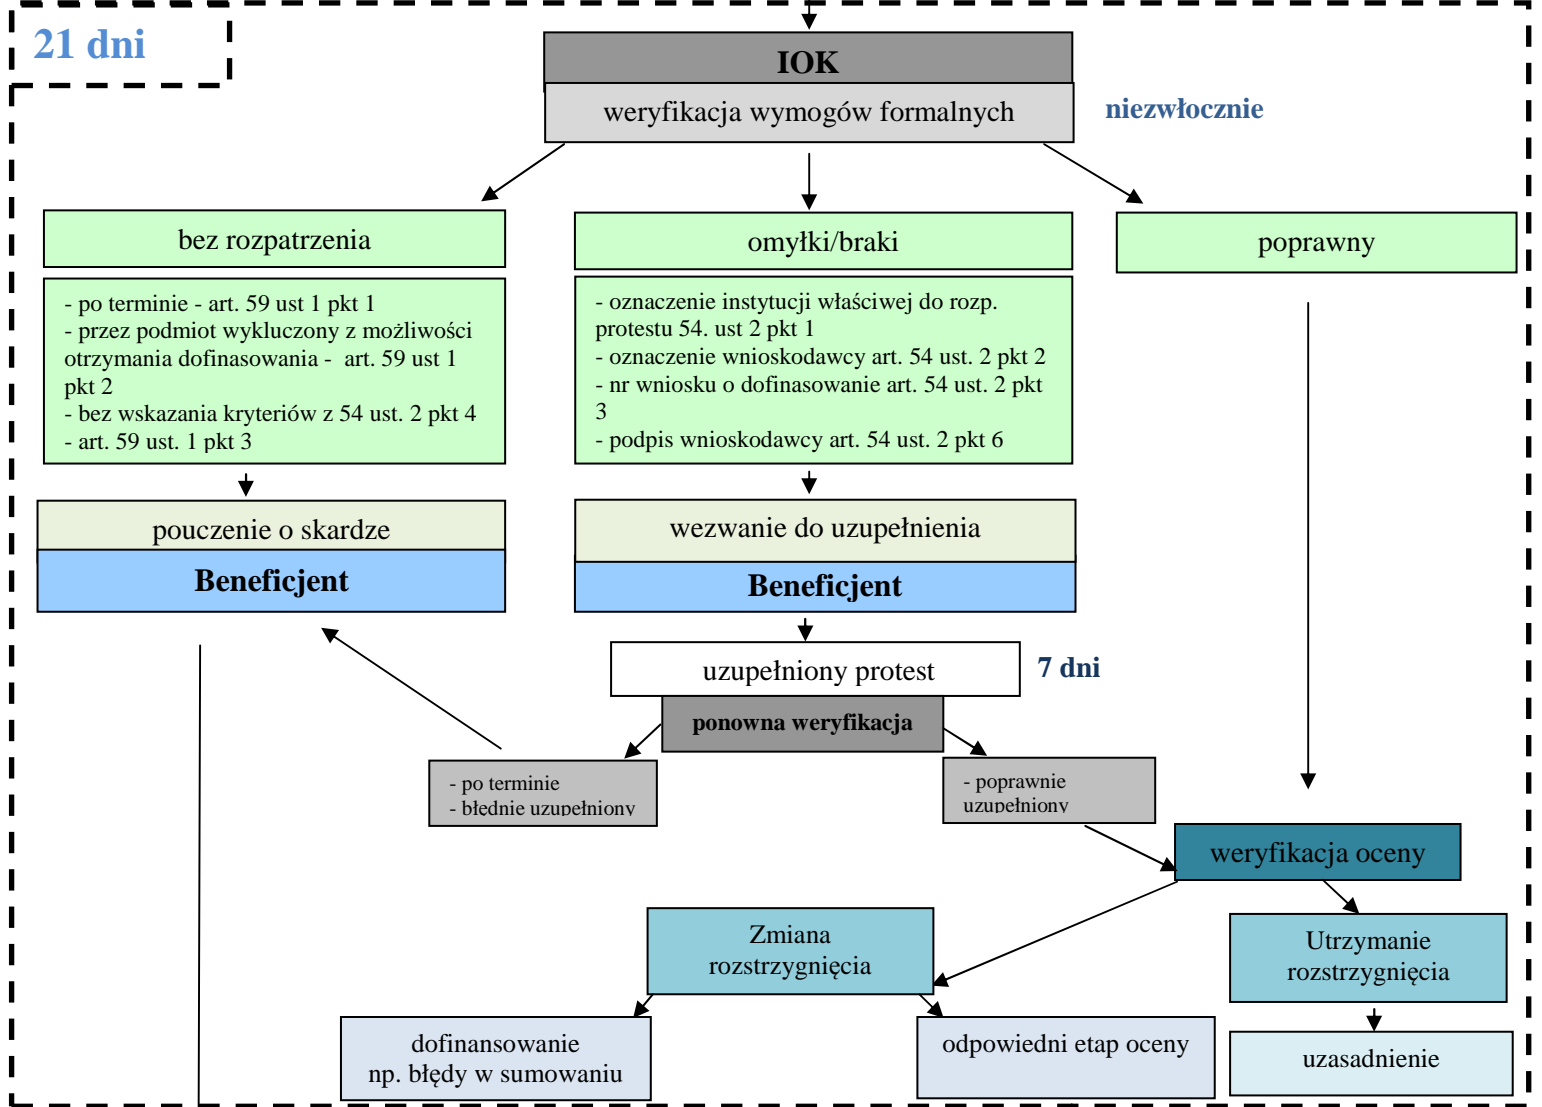 21 dni
IOK
weryfikacja wymogów formalnych
niezwłocznie
bez rozpatrzenia
omyłki/braki
poprawny
- po terminie - art. 59 ust 1 pkt 1
- przez podmiot wykluczony z możliwości
otrzymania dofinasowania - art. 59 ust 1
pkt 2
- bez wskazania kryteriów z 54 ust. 2 pkt 4
- art. 59 ust. 1 pkt 3
- oznaczenie instytucji właściwej do rozp.
protestu 54. ust 2 pkt 1
- oznaczenie wnioskodawcy art. 54 ust. 2 pkt 2
- nr wniosku o dofinasowanie art. 54 ust. 2 pkt
3
- podpis wnioskodawcy art. 54 ust. 2 pkt 6
pouczenie o skardze
Beneficjent
wezwanie do uzupełnienia
Beneficjent
uzupełniony protest
7 dni
ponowna weryfikacja
- po terminie
- błędnie uzupełniony
- poprawnie
uzupełniony
weryfikacja oceny
Zmiana
rozstrzygnięcia
Utrzymanie
rozstrzygnięcia
dofinansowanie
np. błędy w sumowaniu
odpowiedni etap oceny
uzasadnienie